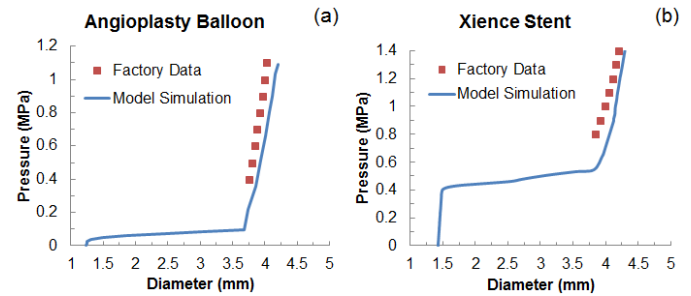 Angioplasty Balloon
(a)
1.2
1
0.8
0.6
0.4
0.2
0
Pressure (MPa)
Factory Data
Model Simulation
1 1.5 2 2.5 3 3.5 4 4.5 5
Diameter (mm)
Xience Stent
(b)
1.4
1.2
1
0.8
0.6
0.4
0.2
0
Pressure (MPa)
Factory Data
Model Simulation
1 1.5 2 2.5 3 3.5 4 4.5 5
Diameter (mm)